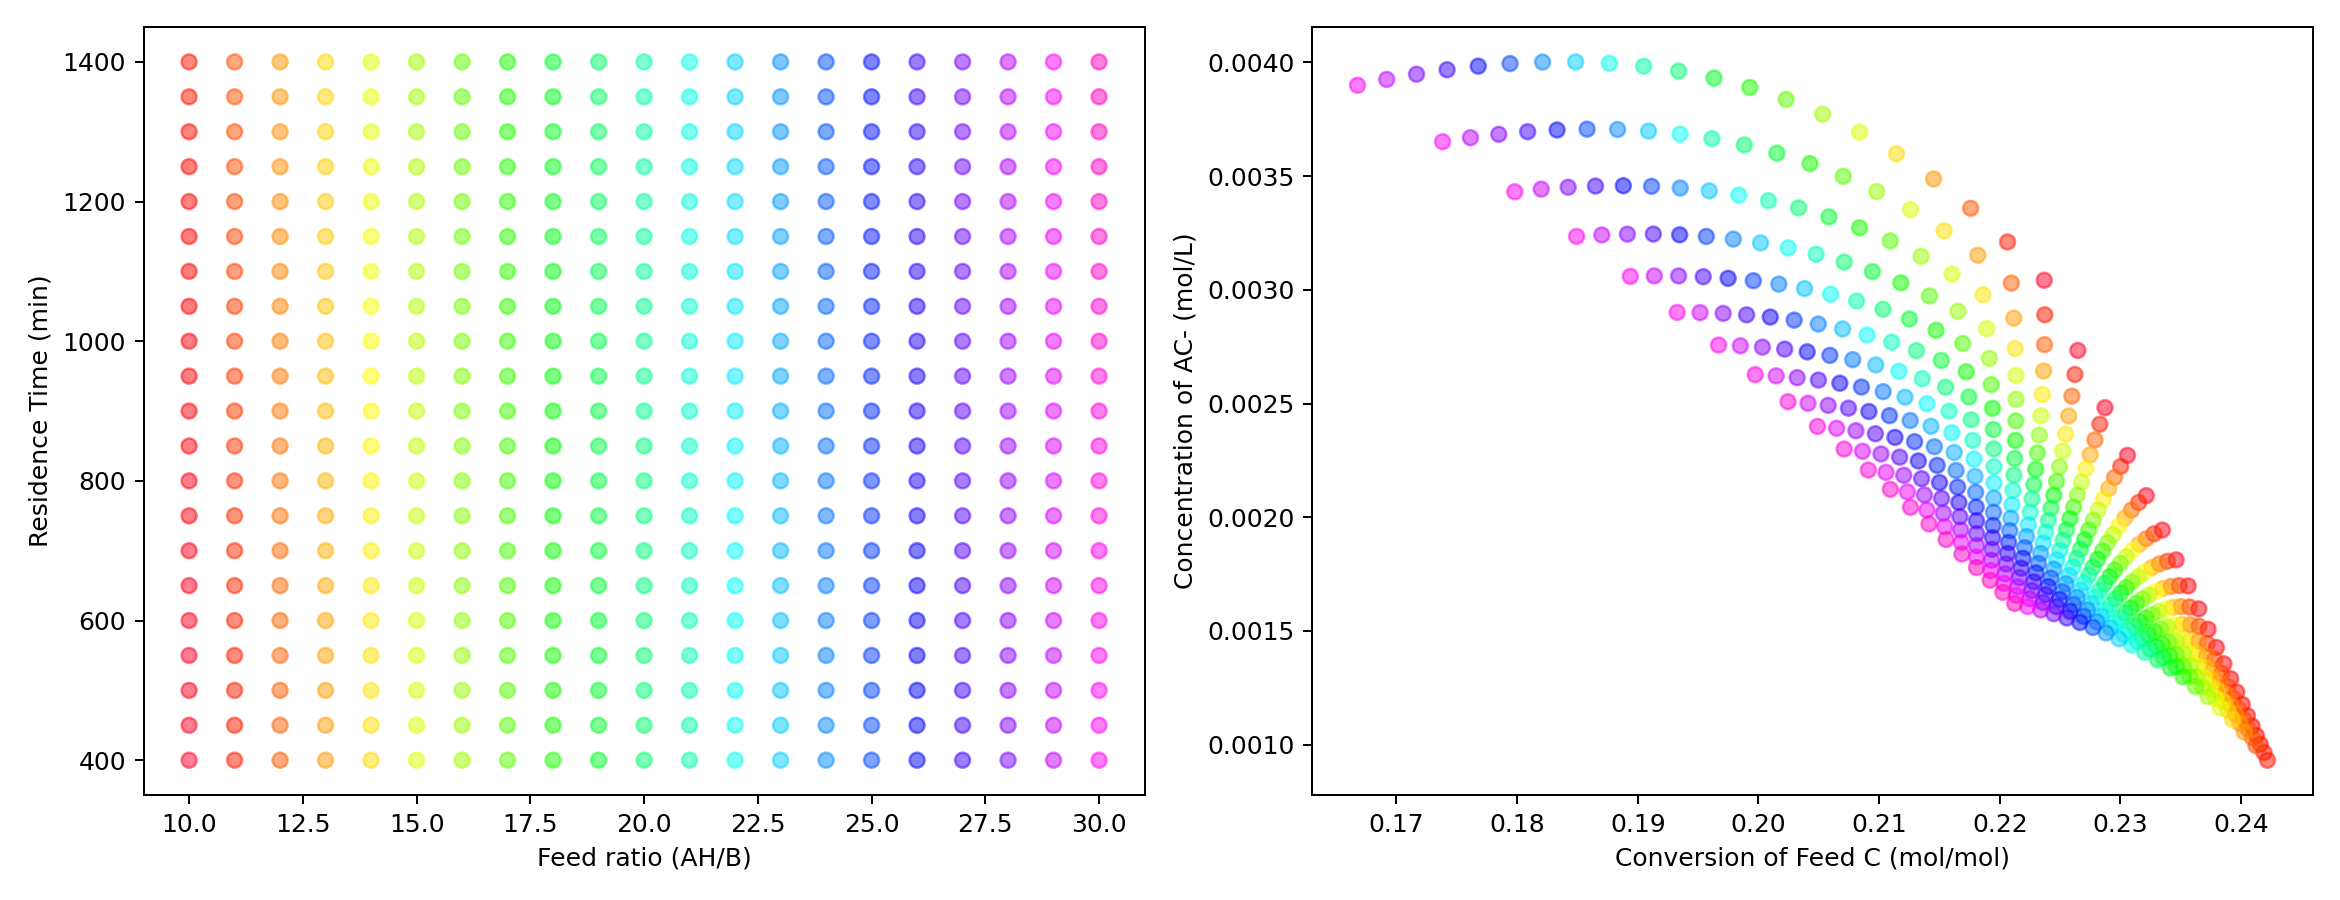 1400
1200
1000
800
600
400
Residence Time (min)
10.0 12.5 15.0 17.5 20.0 22.5 25.0 27.5 30.0
Feed ratio (AH/B)
0.0040
0.0035
0.0030
0.0025
0.0020
0.0015
0.0010
Concentration of AC- (mol/L)
0.17 0.18 0.19 0.20 0.21 0.22 0.23 0.24
Conversion of Feed C (mol/mol)